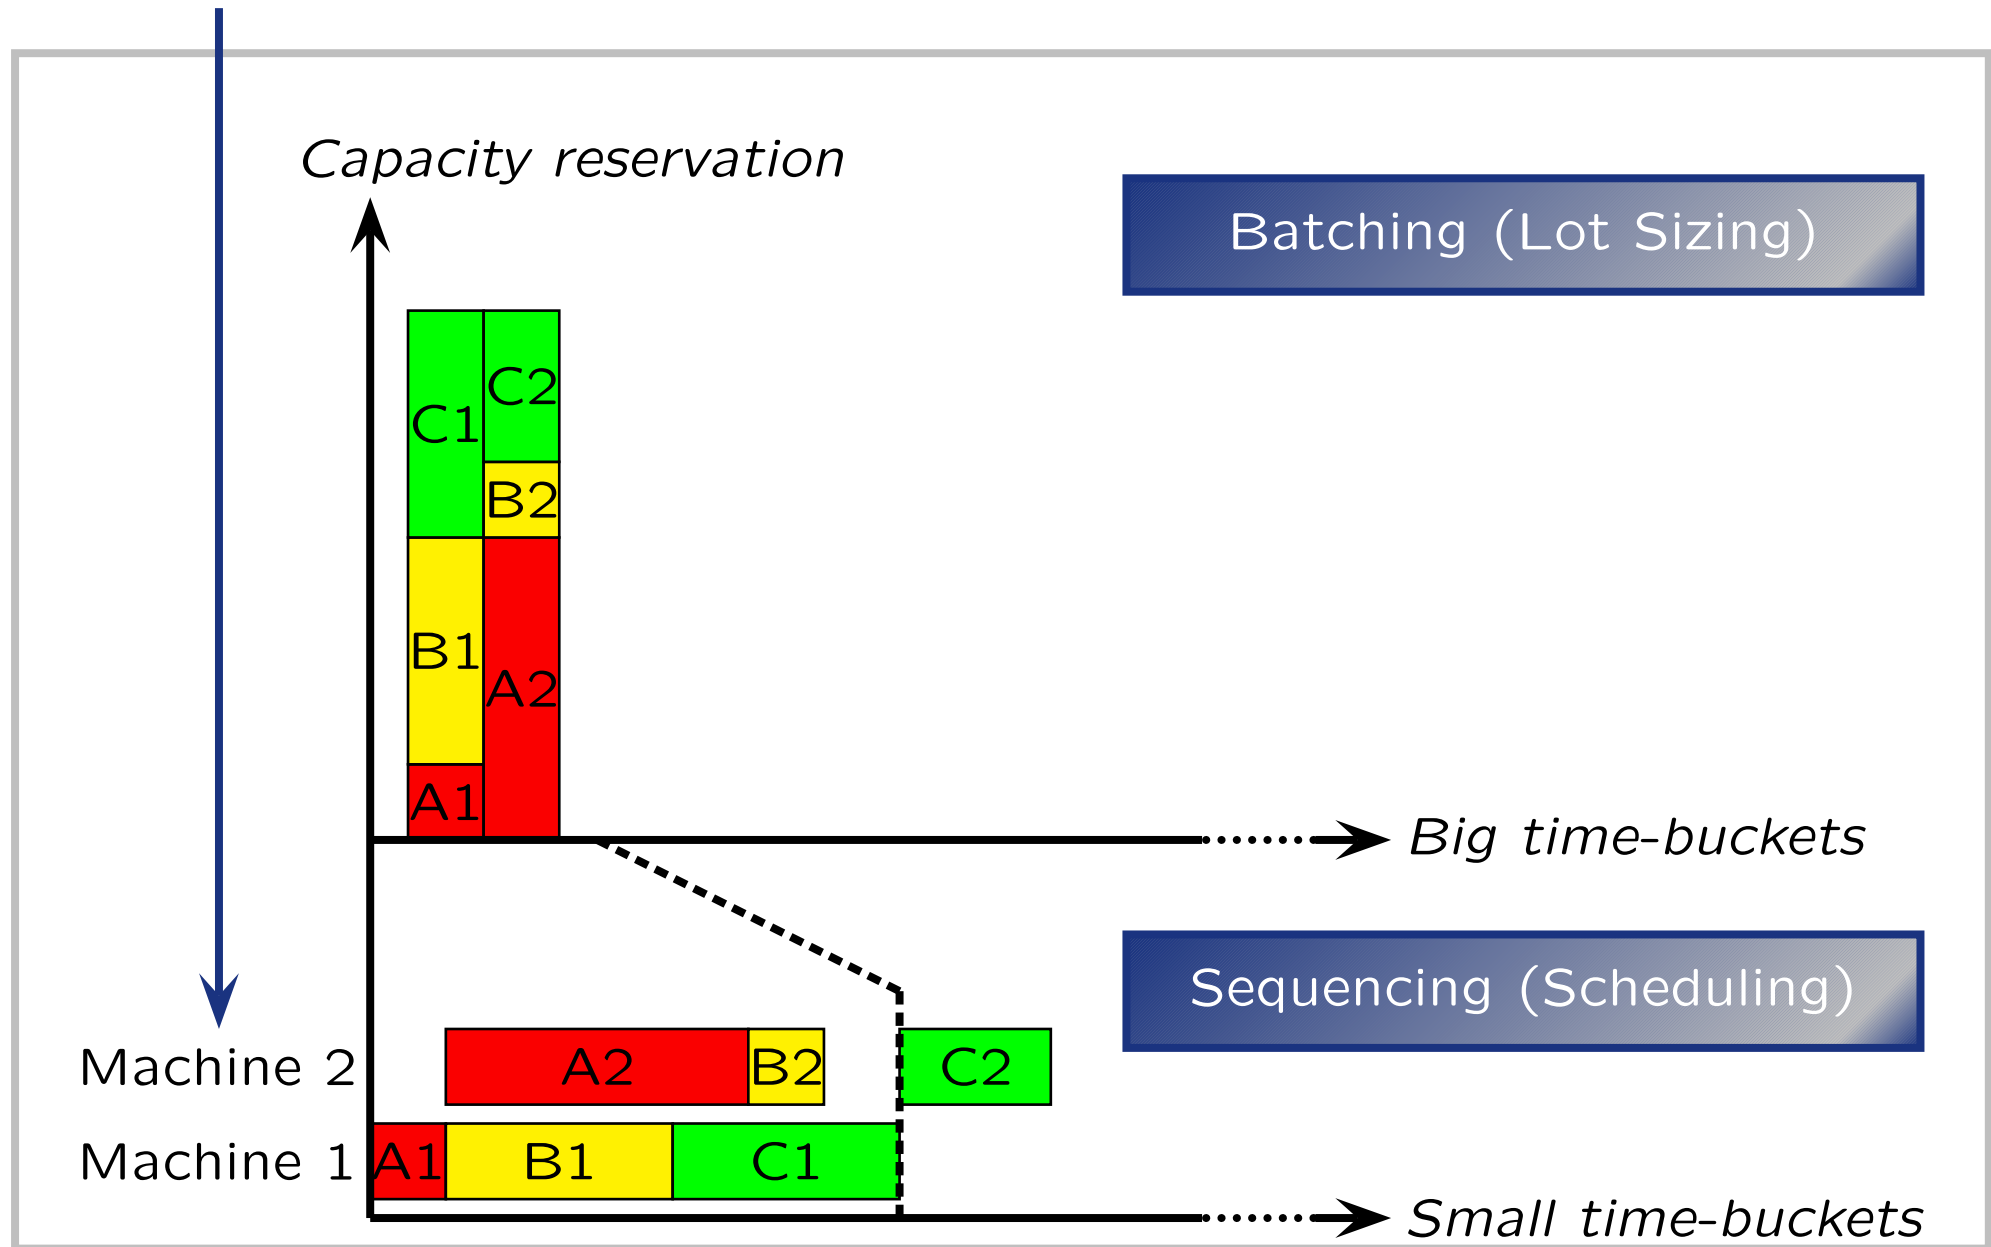 Capacity reservation
Batching (Lot Sizing)
C1
C2
B2
B1
A2
A1
Big time-buckets
Sequencing (Scheduling)
Machine 2
A2
B2
C2
Machine 1
A1
B1
C1
Small time-buckets